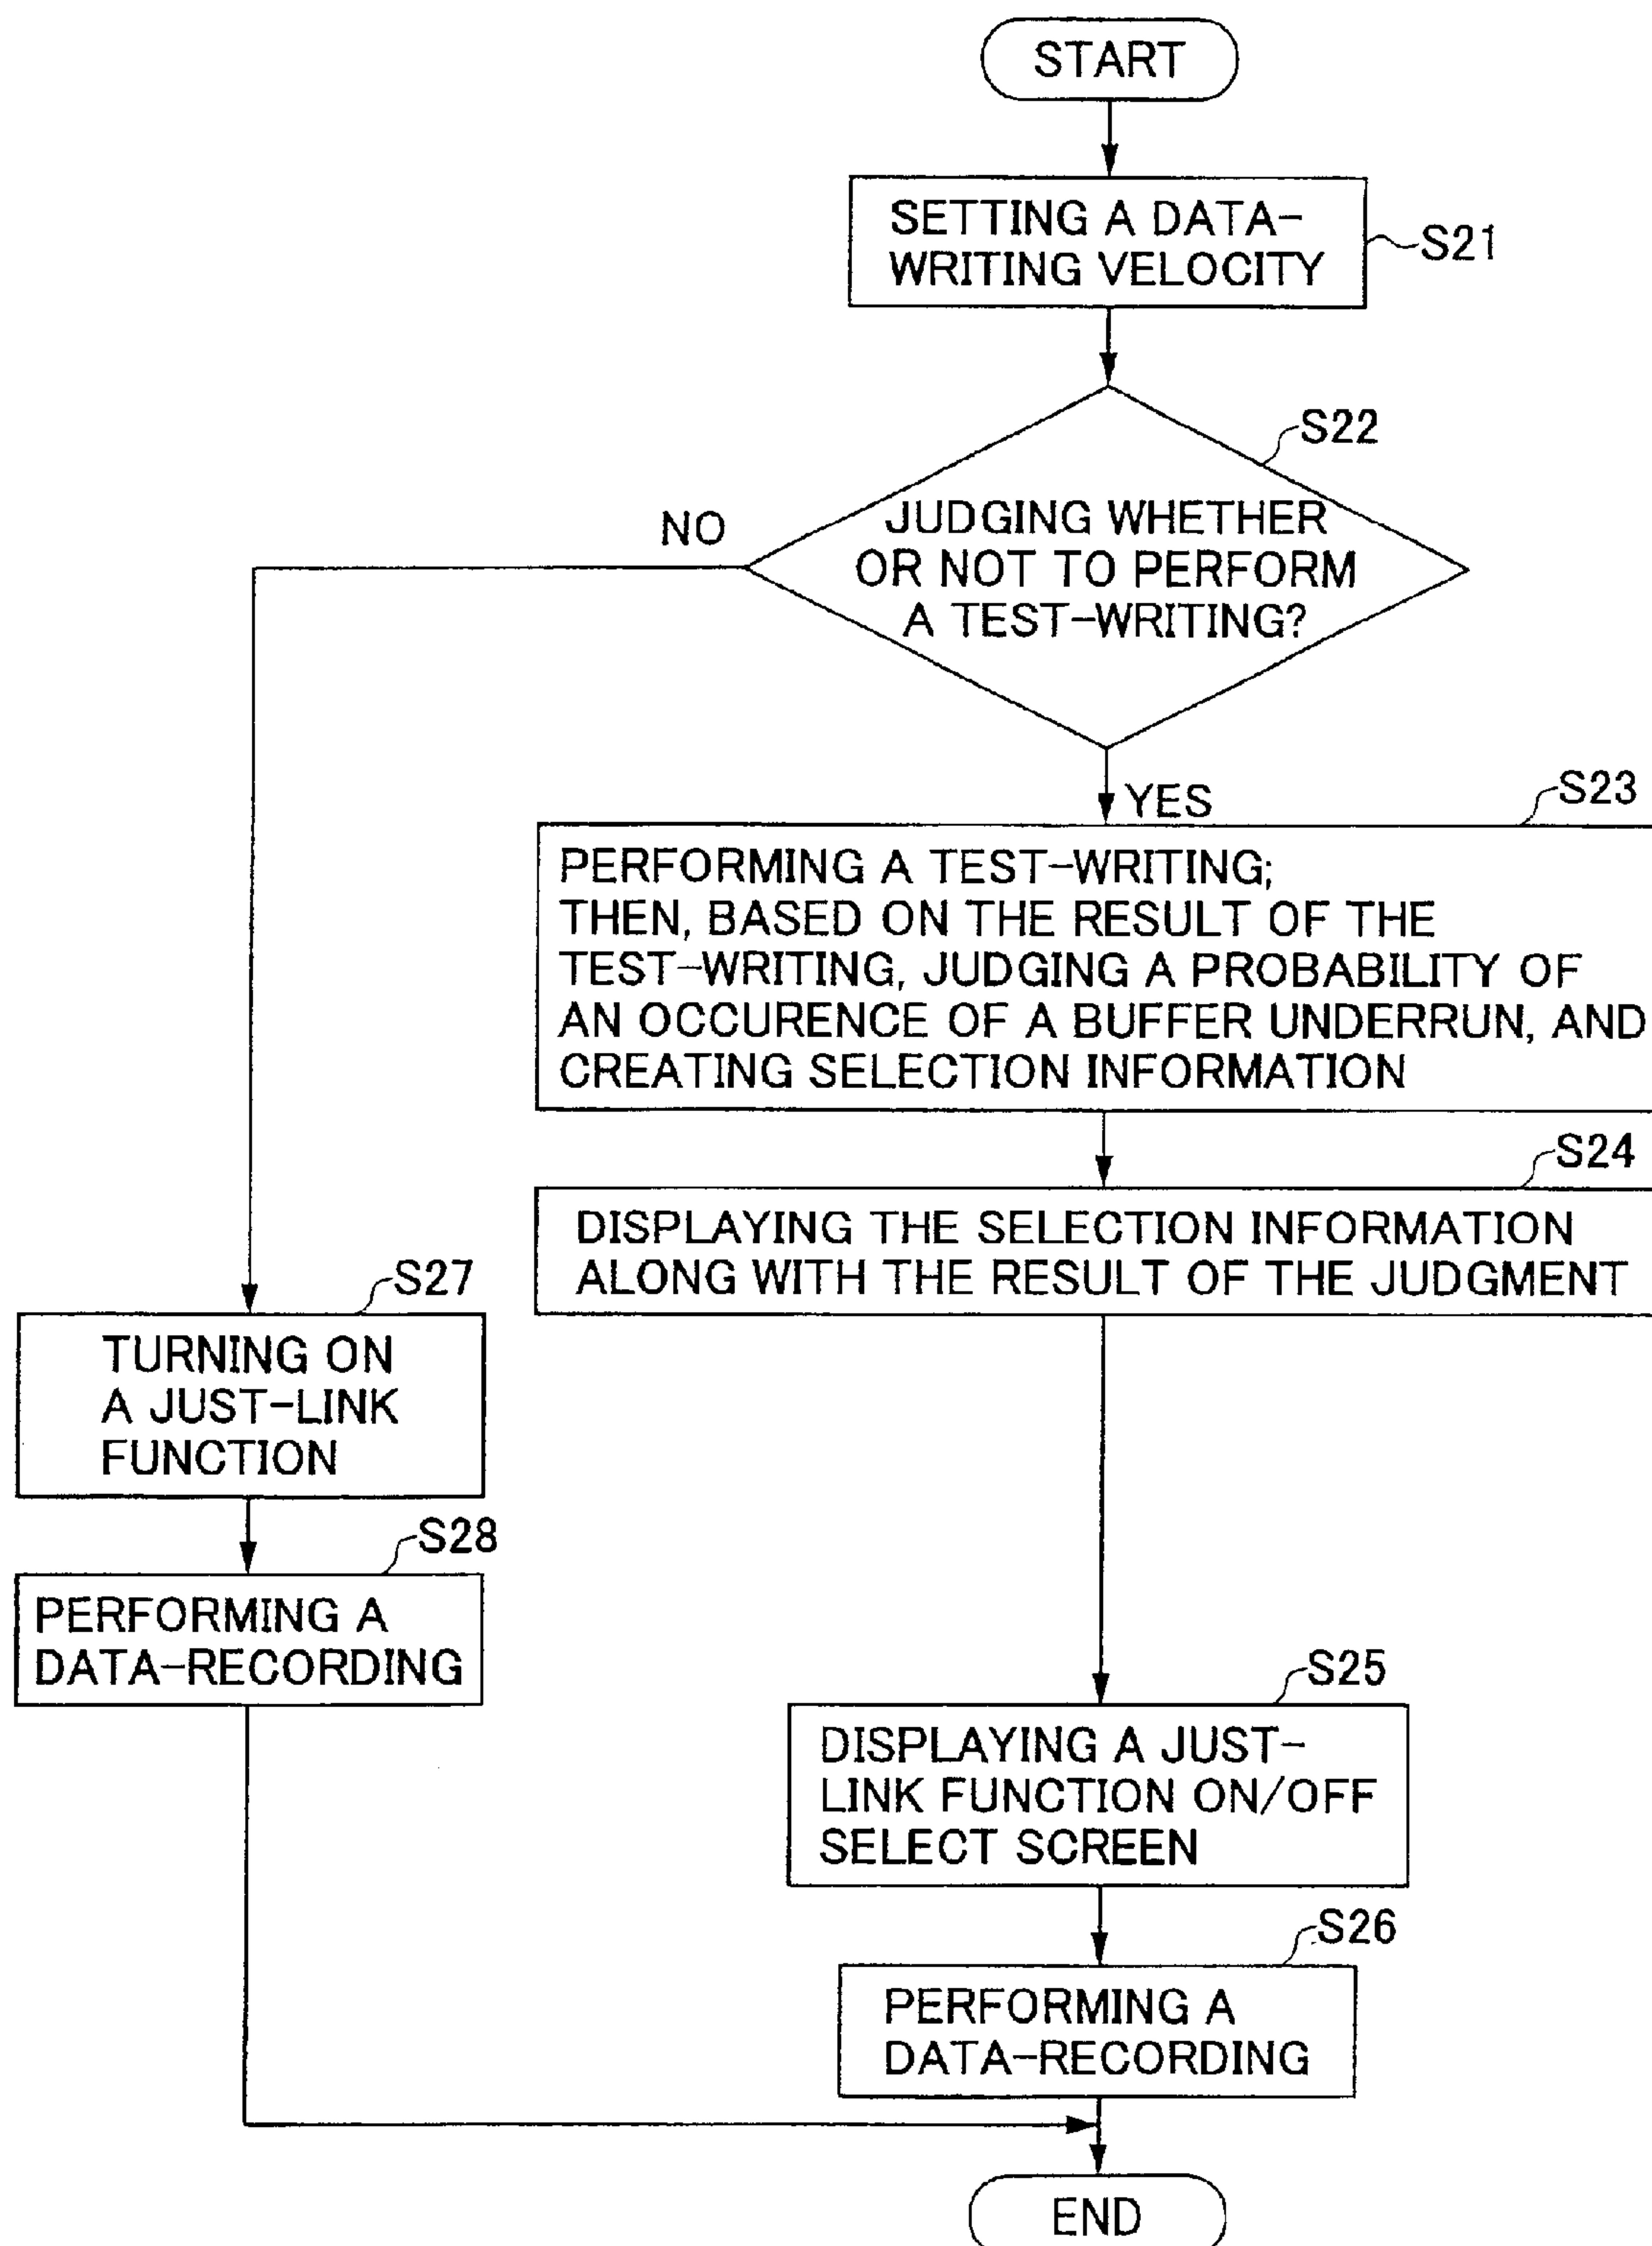 START
SETTING A DATA-
WRITING VELOCITY
S21
S22
JUDGING WHETHER
OR NOT TO PERFORM
A TEST-WRITING?
NO
YES
S23
PERFORMING A TEST-WRITING;
THEN, BASED ON THE RESULT OF THE
TEST-WRITING, JUDGING A PROBABILITY OF
AN OCCURENCE OF A BUFFER UNDERRUN, AND
CREATING SELECTION INFORMATION
S24
DISPLAYING THE SELECTION INFORMATION
ALONG WITH THE RESULT OF THE JUDGMENT
S27
TURNING ON
A JUST-LINK
FUNCTION
S28
PERFORMING A
DATA-RECORDING
S25
DISPLAYING A JUST-
LINK FUNCTION ON/OFF
SELECT SCREEN
S26
PERFORMING A
DATA-RECORDING
END